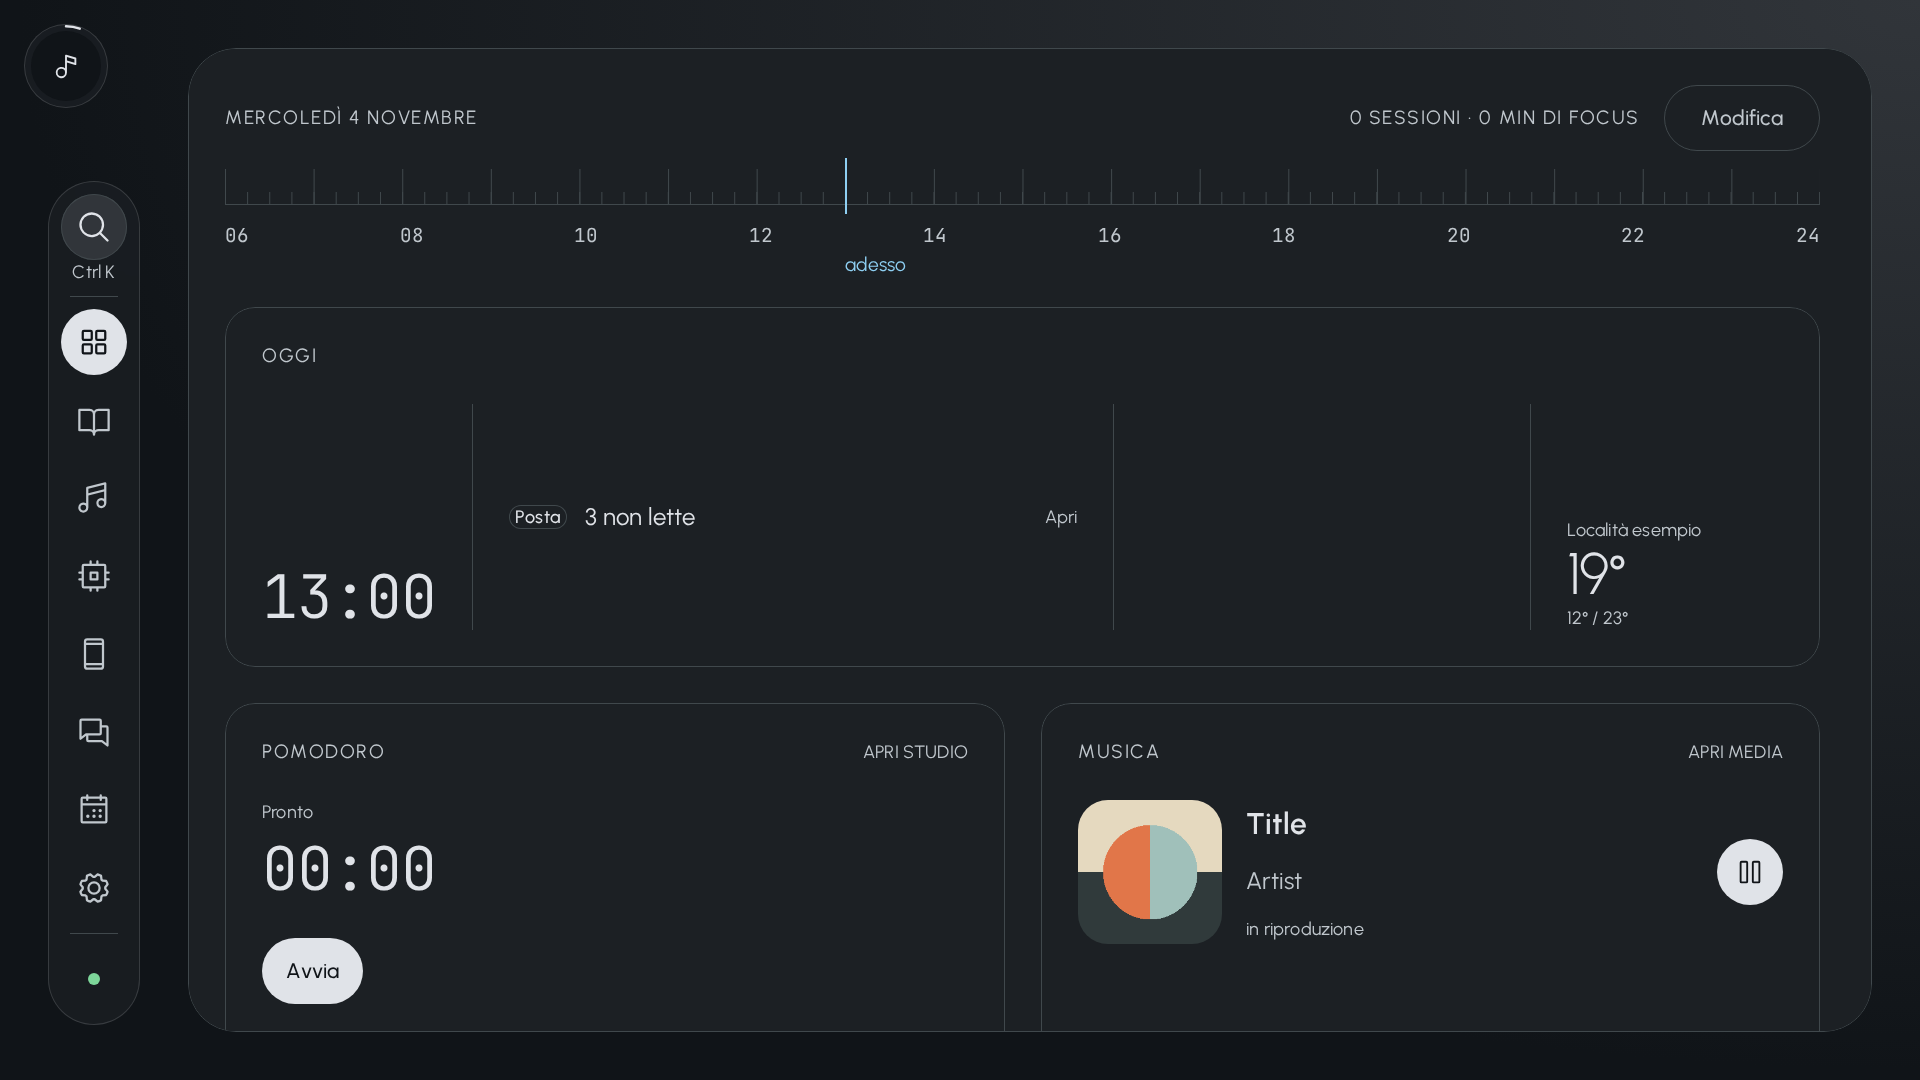 MERCOLEDÌ 4 NOVEMBRE
0 SESSIONI · 0 MIN DI FOCUS
Modifica
Ctrl K
06 08 10 12 14 16 18 20 22 24
adesso
OGGI
13:00
Posta 3 non lette Apri
Località esempio
19°
12° / 23°
POMODORO
APRI STUDIO
Pronto
00:00
Avvia
MUSICA
APRI MEDIA
Title
Artist
in riproduzione